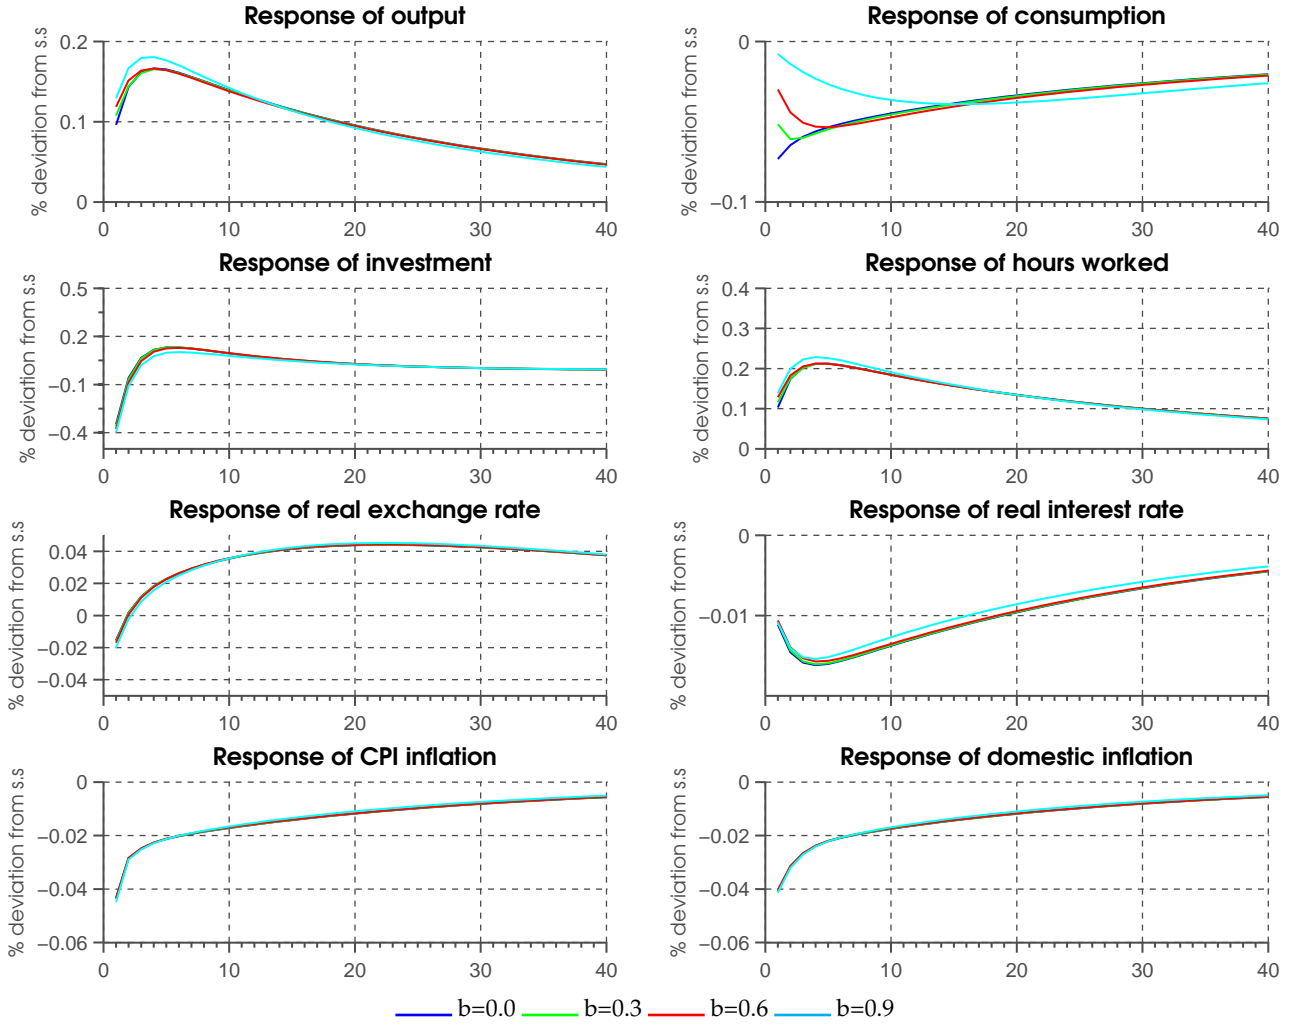 Response of output
% deviation from s.s
0.2
0.1
0
0 10 20 30 40
Response of consumption
% deviation from s.s
0
−0.1
0 10 20 30 40
Response of investment
% deviation from s.s
0.5
0.2
−0.1
−0.4
0 10 20 30 40
Response of hours worked
% deviation from s.s
0.4
0.3
0.2
0.1
0
0 10 20 30 40
Response of real exchange rate
% deviation from s.s
0.04
0.02
0
−0.02
−0.04
0 10 20 30 40
Response of real interest rate
% deviation from s.s
0
−0.01
0 10 20 30 40
Response of CPI inflation
% deviation from s.s
0
−0.02
−0.04
−0.06
0 10 20 30 40
Response of domestic inflation
% deviation from s.s
0
−0.02
−0.04
−0.06
0 10 20 30 40
b=0.0 b=0.3 b=0.6 b=0.9